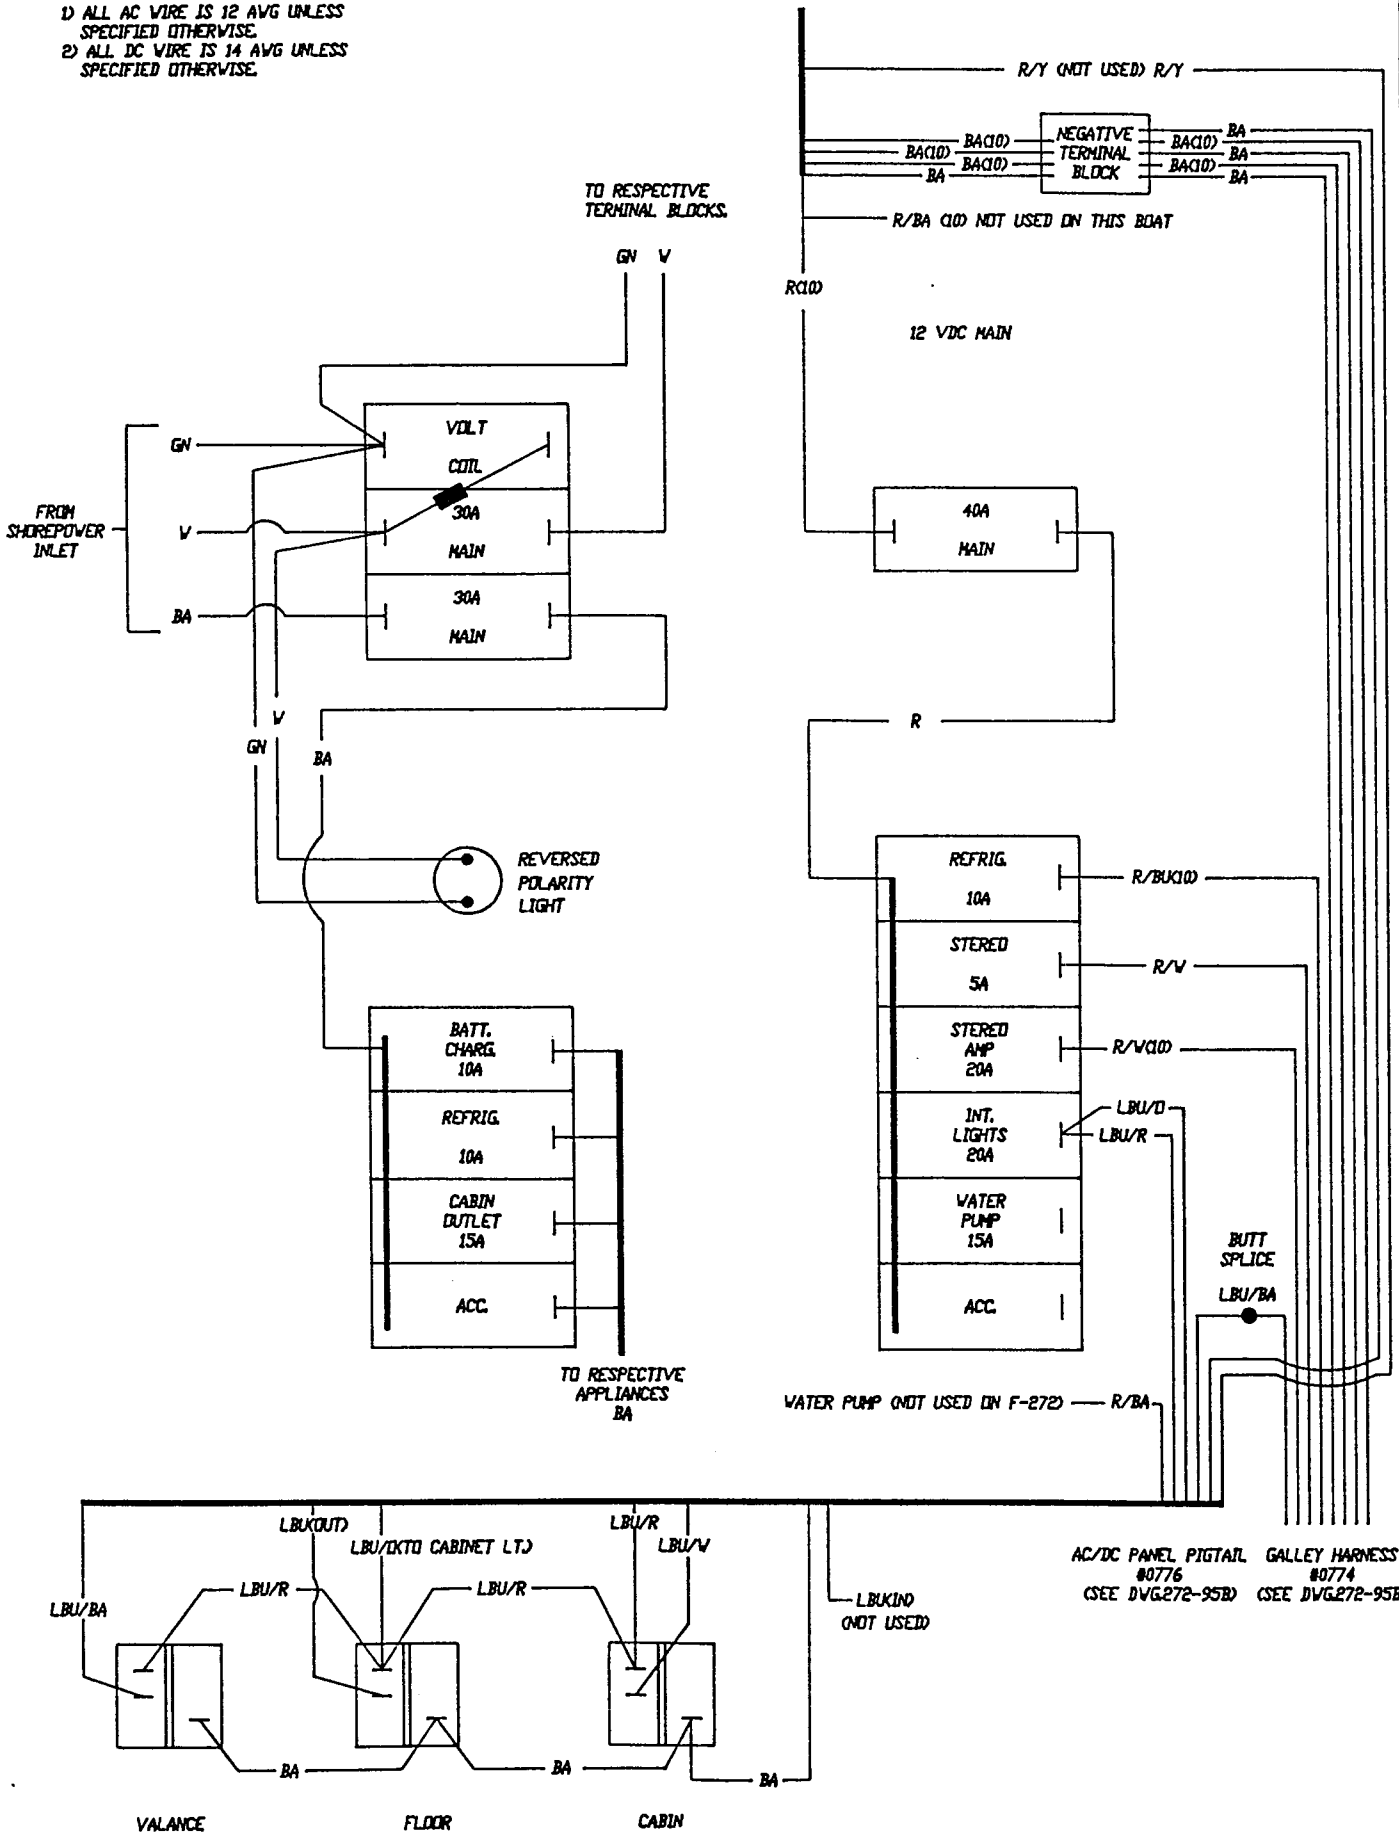 1) ALL AC WIRE IS 12 AWG UNLESS
SPECIFIED OTHERWISE.
2) ALL DC WIRE IS 14 AWG UNLESS
SPECIFIED OTHERWISE.
R/Y (NOT USED) R/Y
BA(10)
BA(10)
BA(10)
BA
NEGATIVE
TERMINAL
BLOCK
BA
BA(10)
BA
BA(10)
BA
TO RESPECTIVE
TERMINAL BLOCKS.
R/BA (10) NOT USED ON THIS BOAT
GN W
R(10)
12 VDC MAIN
FROM
SHOREPOWER
INLET
GN
W
BA
VOLT
COIL
30A
MAIN
30A
MAIN
40A
MAIN
W
GN
BA
R
REVERSED
POLARITY
LIGHT
REFRIG.
10A
R/BLK(10)
STEREO
5A
R/W
STEREO
AMP
20A
R/W(10)
INT.
LIGHTS
20A
LBU/O
LBU/R
WATER
PUMP
15A
ACC.
BATT.
CHARG.
10A
REFRIG.
10A
CABIN
OUTLET
15A
ACC.
BUTT
SPLICE
LBU/BA
TO RESPECTIVE
APPLIANCES
BA
WATER PUMP (NOT USED ON F-272) R/BA
LBU(OUT)
LBU/O(TO CABINET LT.)
LBU/R
LBU/W
LBU/BA
LBU/R
LBU/R
LBU(IN)
(NOT USED)
AC/DC PANEL PIGTAIL
#0776
(SEE DWG.272-95B)
GALLEY HARNESS
#0774
(SEE DWG.272-95B
BA
BA
BA
VALANCE
FLOOR
CABIN